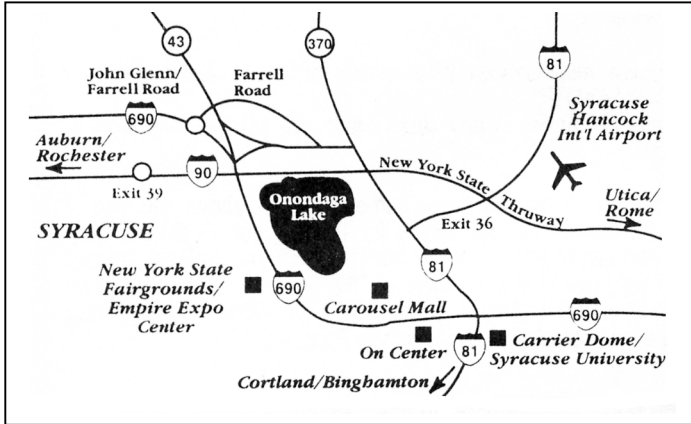 43
370
81
John Glenn/
Farrell Road
Farrell
Road
690
Syracuse
Hancock
Int'l Airport
Auburn/
Rochester
90
New York State
Thruway
Exit 39
Onondaga
Lake
Exit 36
Utica/
Rome
SYRACUSE
81
New York State
Fairgrounds/
Empire Expo
Center
690
Carousel Mall
690
On Center
81
Carrier Dome/
Syracuse University
Cortland/Binghamton